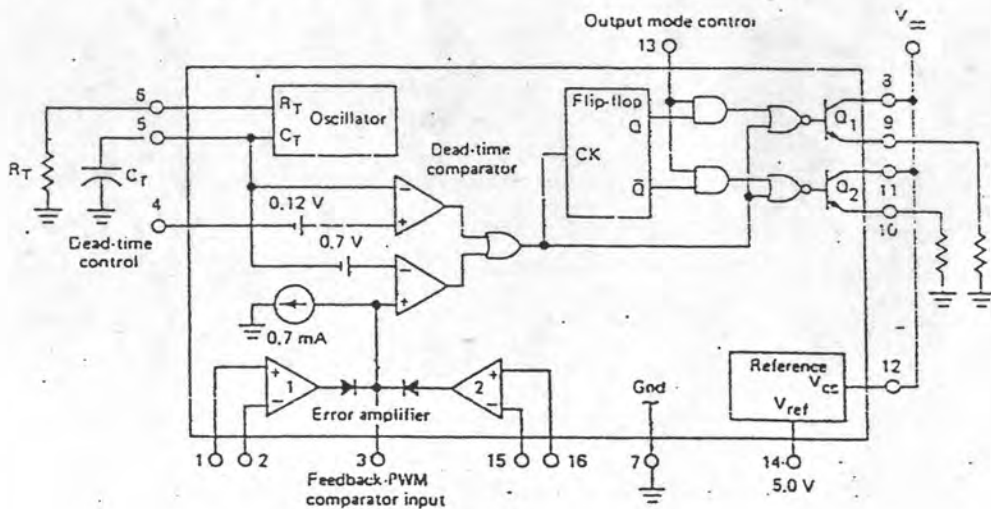 Output mode control
13
V
6
5
RT
CT
Oscillator
RT
CT
4
Dead-time
control
0.12 V
0.7 V
Dead-time
comparator
Flip-flop
Q
CK
Q̅
Q1
9
11
Q2
10
0.7 mA
+
−
1
Error amplifier
2
+
−
Gnd
Reference
Vcc
Vref
12
1
2
3
15
16
7
14
5.0 V
Feedback-PWM
comparator input